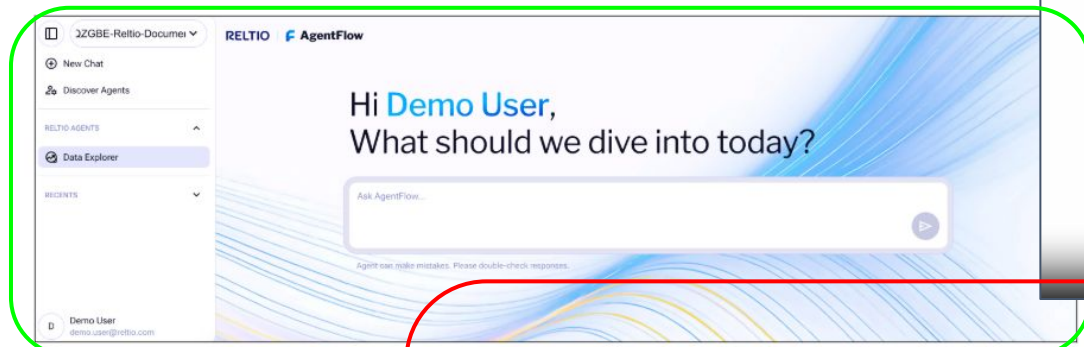 QZGBE-Reltio-Documer
RELTIO
AgentFlow
New Chat
Discover Agents
RELTIO AGENTS
Data Explorer
RECENTS
Hi Demo User,
What should we dive into today?
Ask AgentFlow...
Agent can make mistakes. Please double-check responses.
D
Demo User
demo.user@reltio.com